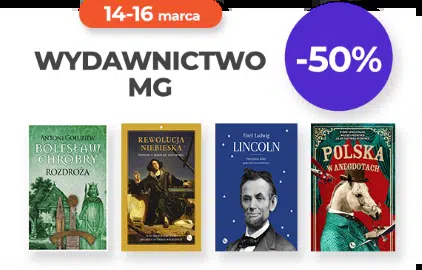 14-16 marca
WYDAWNICTWO
MG
-50%
ANTONI GOŁUBIEW
BOLESŁAW
CHROBRY
ROZDROŻA
REWOLUCJA
NIEBIESKA
Emil Ludwig
LINCOLN
POLSKA
W ANEGDOTACH